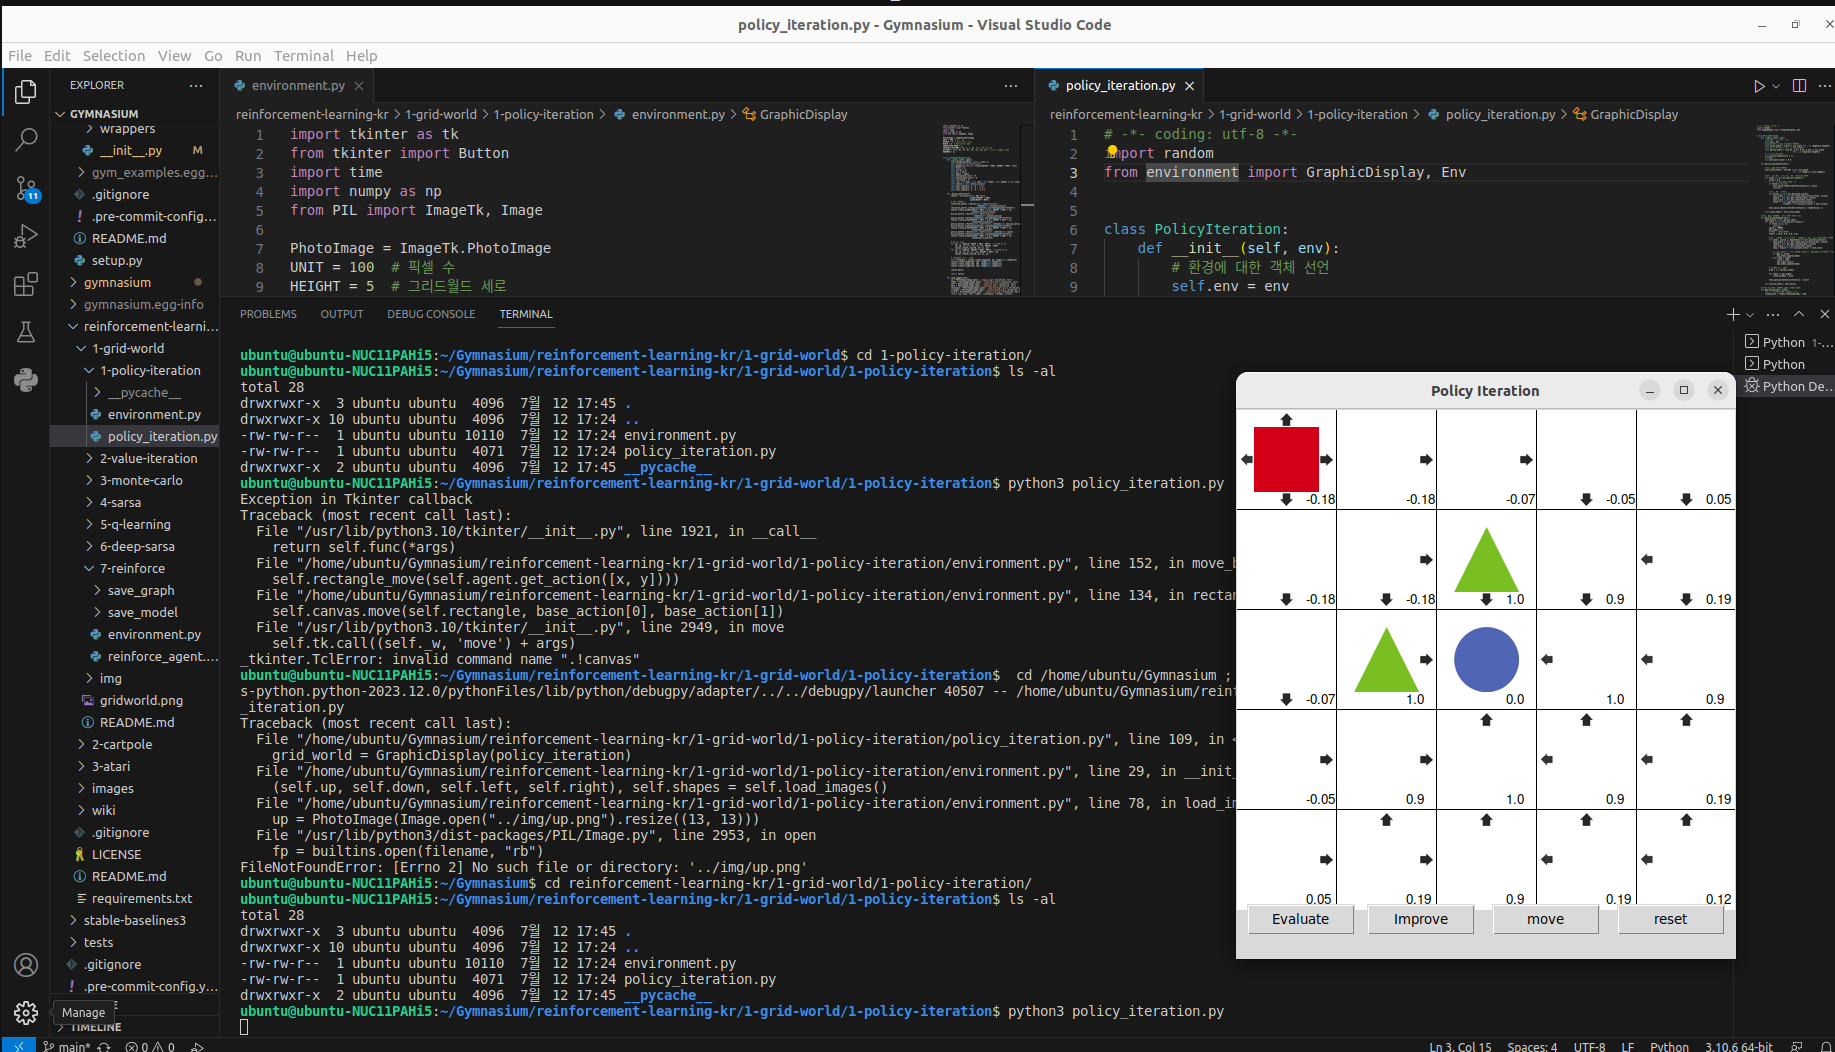 policy_iteration.py - Gymnasium - Visual Studio Code
File Edit Selection View Go Run Terminal Help
EXPLORER
GYMNASIUM
wrappers
__init__.py M
gym_examples.egg...
.gitignore
.pre-commit-config...
README.md
setup.py
gymnasium
gymnasium.egg-info
reinforcement-learni...
1-grid-world
1-policy-iteration
__pycache__
environment.py
policy_iteration.py
2-value-iteration
3-monte-carlo
4-sarsa
5-q-learning
6-deep-sarsa
7-reinforce
save_graph
save_model
environment.py
reinforce_agent....
img
gridworld.png
README.md
2-cartpole
3-atari
images
wiki
.gitignore
LICENSE
README.md
requirements.txt
stable-baselines3
tests
.gitignore
.pre-commit-config.y...
Manage
TIMELINE
11
environment.py
reinforcement-learning-kr > 1-grid-world > 1-policy-iteration > environment.py > GraphicDisplay
1 import tkinter as tk
2 from tkinter import Button
3 import time
4 import numpy as np
5 from PIL import ImageTk, Image
6
7 PhotoImage = ImageTk.PhotoImage
8 UNIT = 100  # 픽셀 수
9 HEIGHT = 5  # 그리드월드 세로
policy_iteration.py
reinforcement-learning-kr > 1-grid-world > 1-policy-iteration > policy_iteration.py > GraphicDisplay
1 # -*- coding: utf-8 -*-
2 import random
3 from environment import GraphicDisplay, Env
4
5
6 class PolicyIteration:
7     def __init__(self, env):
8         # 환경에 대한 객체 선언
9         self.env = env
PROBLEMS OUTPUT DEBUG CONSOLE TERMINAL
ubuntu@ubuntu-NUC11PAHi5:~/Gymnasium/reinforcement-learning-kr/1-grid-world$ cd 1-policy-iteration/
ubuntu@ubuntu-NUC11PAHi5:~/Gymnasium/reinforcement-learning-kr/1-grid-world/1-policy-iteration$ ls -al
total 28
drwxrwxr-x  3 ubuntu ubuntu  4096  7월  12 17:45 .
drwxrwxr-x 10 ubuntu ubuntu  4096  7월  12 17:24 ..
-rw-rw-r--  1 ubuntu ubuntu 10110  7월  12 17:24 environment.py
-rw-rw-r--  1 ubuntu ubuntu  4071  7월  12 17:24 policy_iteration.py
drwxrwxr-x  2 ubuntu ubuntu  4096  7월  12 17:45 __pycache__
ubuntu@ubuntu-NUC11PAHi5:~/Gymnasium/reinforcement-learning-kr/1-grid-world/1-policy-iteration$ python3 policy_iteration.py
Exception in Tkinter callback
Traceback (most recent call last):
  File "/usr/lib/python3.10/tkinter/__init__.py", line 1921, in __call__
    return self.func(*args)
  File "/home/ubuntu/Gymnasium/reinforcement-learning-kr/1-grid-world/1-policy-iteration/environment.py", line 152, in move_b
    self.rectangle_move(self.agent.get_action([x, y]))
  File "/home/ubuntu/Gymnasium/reinforcement-learning-kr/1-grid-world/1-policy-iteration/environment.py", line 134, in rectan
    self.canvas.move(self.rectangle, base_action[0], base_action[1])
  File "/usr/lib/python3.10/tkinter/__init__.py", line 2949, in move
    self.tk.call((self._w, 'move') + args)
_tkinter.TclError: invalid command name ".!canvas"
ubuntu@ubuntu-NUC11PAHi5:~/Gymnasium/reinforcement-learning-kr/1-grid-world/1-policy-iteration$  cd /home/ubuntu/Gymnasium ;
s-python.python-2023.12.0/pythonFiles/lib/python/debugpy/adapter/../../debugpy/launcher 40507 -- /home/ubuntu/Gymnasium/reinf
_iteration.py
Traceback (most recent call last):
  File "/home/ubuntu/Gymnasium/reinforcement-learning-kr/1-grid-world/1-policy-iteration/policy_iteration.py", line 109, in <
    grid_world = GraphicDisplay(policy_iteration)
  File "/home/ubuntu/Gymnasium/reinforcement-learning-kr/1-grid-world/1-policy-iteration/environment.py", line 29, in __init_
    (self.up, self.down, self.left, self.right), self.shapes = self.load_images()
  File "/home/ubuntu/Gymnasium/reinforcement-learning-kr/1-grid-world/1-policy-iteration/environment.py", line 78, in load_im
    up = PhotoImage(Image.open("../img/up.png").resize((13, 13)))
  File "/usr/lib/python3/dist-packages/PIL/Image.py", line 2953, in open
    fp = builtins.open(filename, "rb")
FileNotFoundError: [Errno 2] No such file or directory: '../img/up.png'
ubuntu@ubuntu-NUC11PAHi5:~/Gymnasium$ cd reinforcement-learning-kr/1-grid-world/1-policy-iteration/
ubuntu@ubuntu-NUC11PAHi5:~/Gymnasium/reinforcement-learning-kr/1-grid-world/1-policy-iteration$ ls -al
total 28
drwxrwxr-x  3 ubuntu ubuntu  4096  7월  12 17:45 .
drwxrwxr-x 10 ubuntu ubuntu  4096  7월  12 17:24 ..
-rw-rw-r--  1 ubuntu ubuntu 10110  7월  12 17:24 environment.py
-rw-rw-r--  1 ubuntu ubuntu  4071  7월  12 17:24 policy_iteration.py
drwxrwxr-x  2 ubuntu ubuntu  4096  7월  12 17:45 __pycache__
ubuntu@ubuntu-NUC11PAHi5:~/Gymnasium/reinforcement-learning-kr/1-grid-world/1-policy-iteration$ python3 policy_iteration.py
Python 1-...
Python
Python De...
Policy Iteration
-0.18 -0.18 -0.07 -0.05 0.05
-0.18 -0.18 1.0 0.9 0.19
-0.07 1.0 0.0 1.0 0.9
-0.05 0.9 1.0 0.9 0.19
0.05 0.19 0.9 0.19 0.12
Evaluate Improve move reset
main* 0 0
Ln 3, Col 15 Spaces: 4 UTF-8 LF Python 3.10.6 64-bit